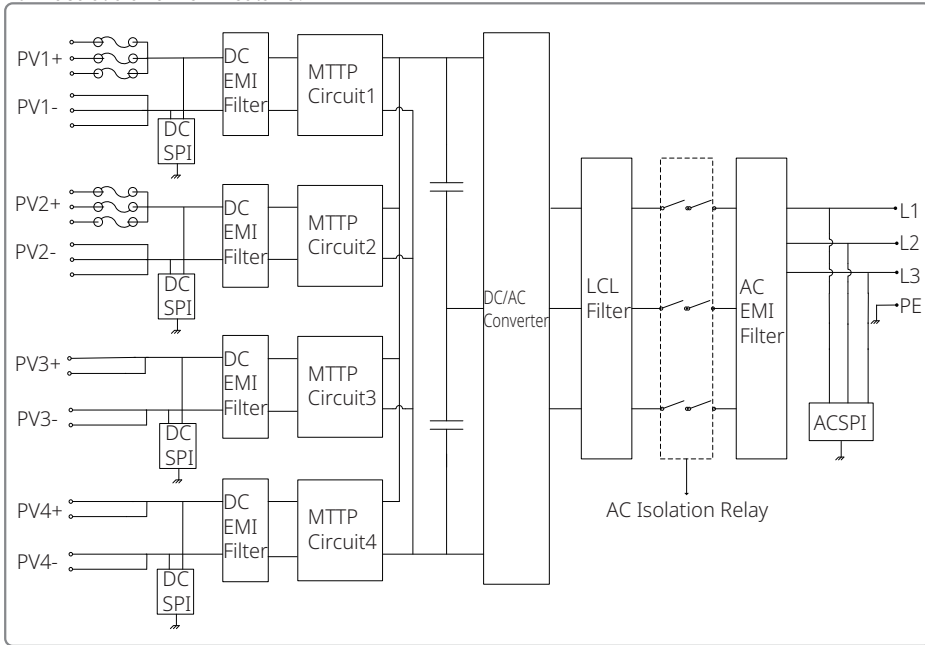 PV1+
PV1-
DC
EMI
Filter
MTTP
Circuit1
DC
SPI
PV2+
PV2-
DC
EMI
Filter
MTTP
Circuit2
DC
SPI
PV3+
PV3-
DC
EMI
Filter
MTTP
Circuit3
DC
SPI
PV4+
PV4-
DC
EMI
Filter
MTTP
Circuit4
DC
SPI
DC/AC
Converter
LCL
Filter
AC Isolation Relay
AC
EMI
Filter
L1
L2
L3
PE
ACSPI